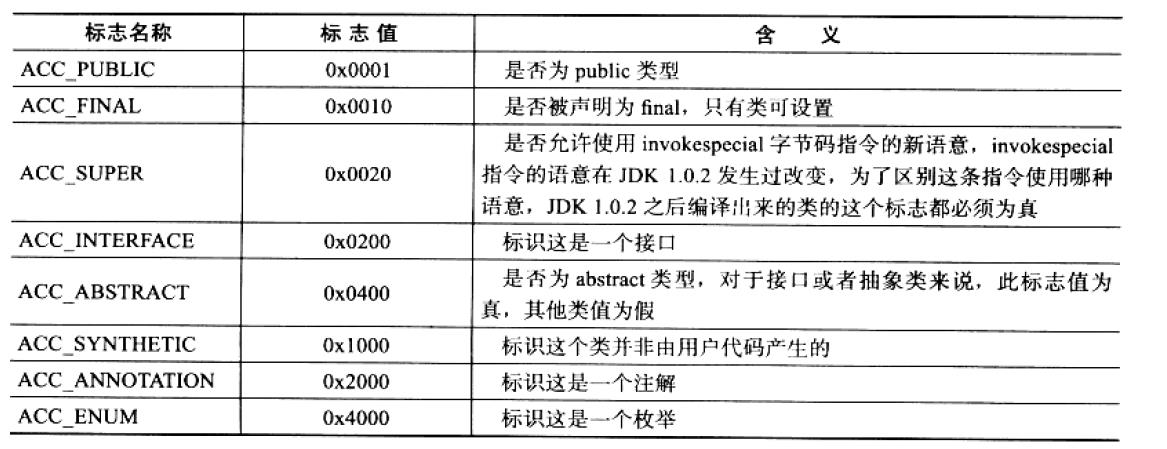 标志名称 标志值 含义
ACC_PUBLIC 0x0001 是否为 public 类型
ACC_FINAL 0x0010 是否被声明为 final，只有类可设置
ACC_SUPER 0x0020 是否允许使用 invokespecial 字节码指令的新语意，invokespecial
指令的语意在 JDK 1.0.2 发生过改变，为了区别这条指令使用哪种
语意，JDK 1.0.2 之后编译出来的类的这个标志都必须为真
ACC_INTERFACE 0x0200 标识这是一个接口
ACC_ABSTRACT 0x0400 是否为 abstract 类型，对于接口或者抽象类来说，此标志值为
真，其他类值为假
ACC_SYNTHETIC 0x1000 标识这个类并非由用户代码产生的
ACC_ANNOTATION 0x2000 标识这是一个注解
ACC_ENUM 0x4000 标识这是一个枚举